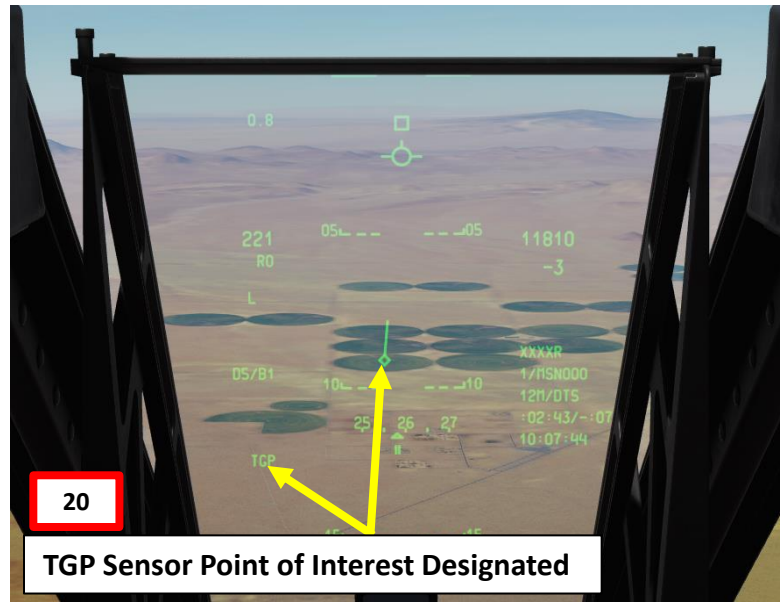 0.8
221
05 05
11810
R0
-3
L
XXXXR
D5/B1
1/MSN000
10 10
12M/DTS
25 , 26 , 27
:02:43/-:07
10:07:44
TGP
20
TGP Sensor Point of Interest Designated